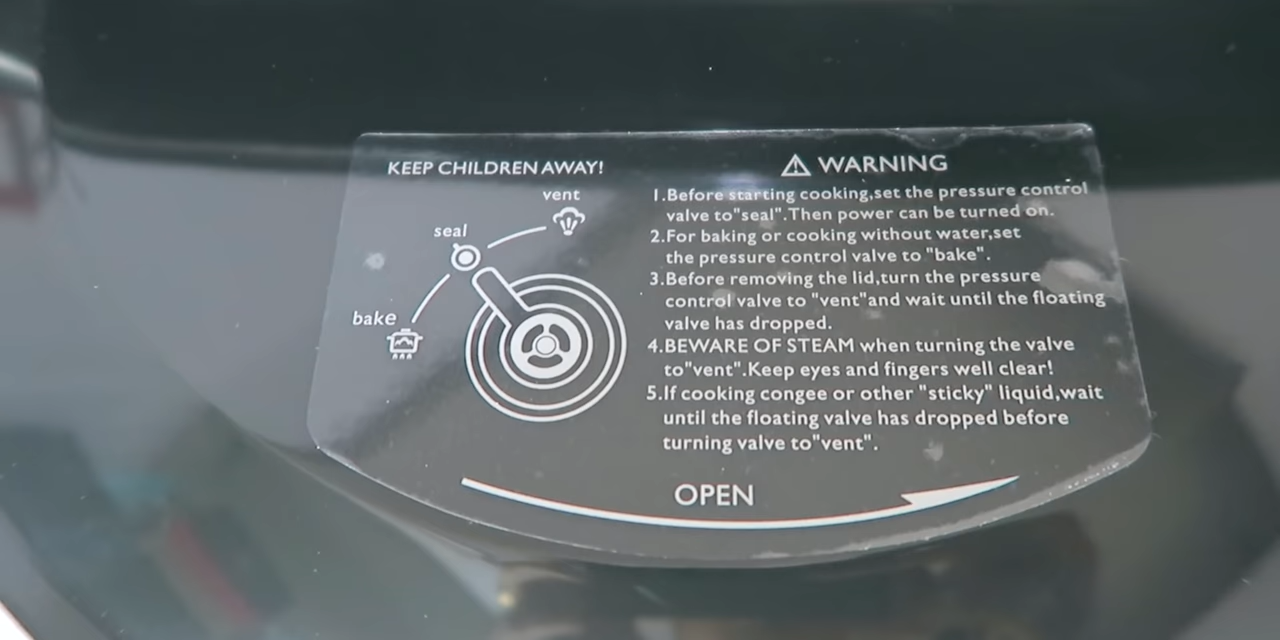 KEEP CHILDREN AWAY!
vent
seal
bake
WARNING
1.Before starting cooking,set the pressure control
valve to"seal".Then power can be turned on.
2.For baking or cooking without water,set
the pressure control valve to "bake".
3.Before removing the lid,turn the pressure
control valve to "vent"and wait until the floating
valve has dropped.
4.BEWARE OF STEAM when turning the valve
to"vent".Keep eyes and fingers well clear!
5.If cooking congee or other "sticky" liquid,wait
until the floating valve has dropped before
turning valve to"vent".
OPEN